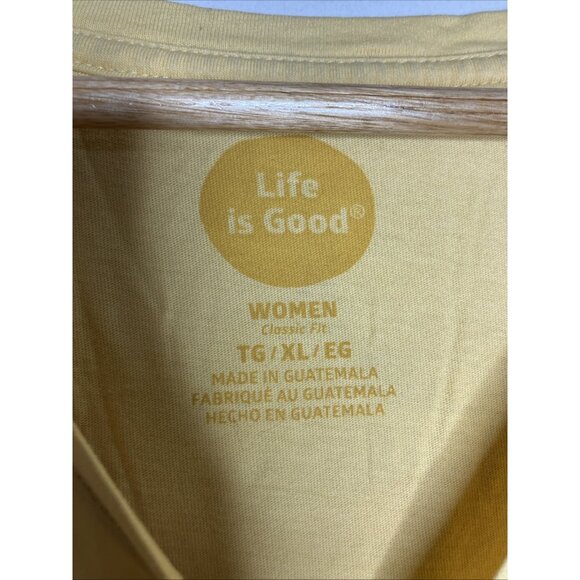 Life
is Good®
WOMEN
Classic Fit
TG / XL / EG
MADE IN GUATEMALA
FABRIQUÉ AU GUATEMALA
HECHO EN GUATEMALA